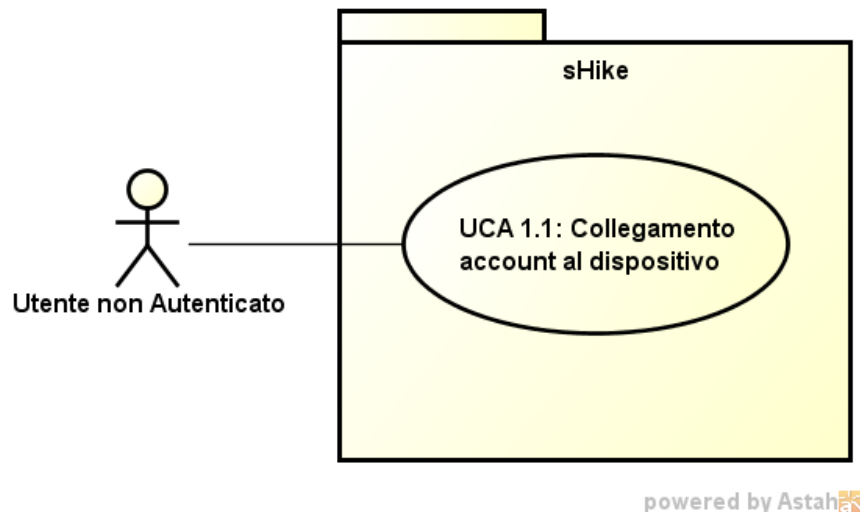 sHike
UCA 1.1: Collegamento
account al dispositivo
Utente non Autenticato
powered by Astah